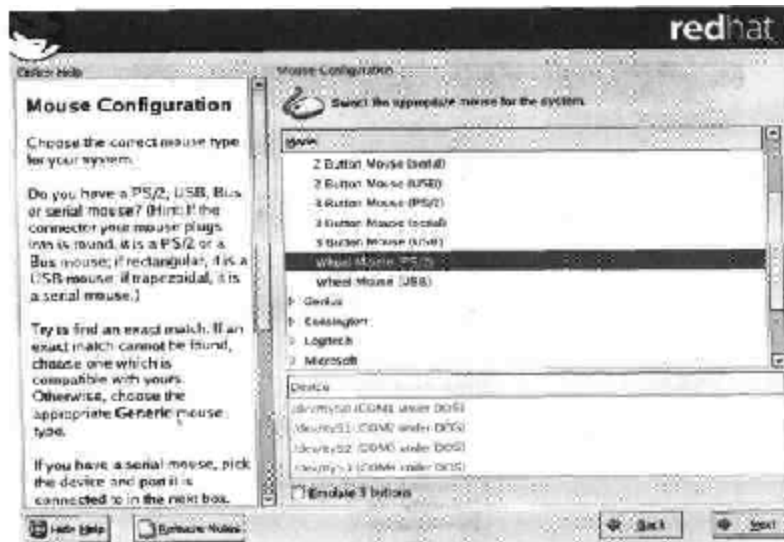 redhat
Online Help
Mouse Configuration
Choose the correct mouse type
for your system.
Do you have a PS/2, USB, Bus
or serial mouse? (Hint: If the
connector your mouse plugs
into is round, it is a PS/2 or a
Bus mouse; if rectangular, it is a
USB mouse; if trapezoidal, it is
a serial mouse.)
Try to find an exact match. If an
exact match cannot be found,
choose one which is
compatible with yours.
Otherwise, choose the
appropriate Generic mouse
type.
If you have a serial mouse, pick
the device and port it is
connected to in the next box.
Hide Help
Release Notes
Mouse Configuration
Select the appropriate mouse for the system.
Model
2 Button Mouse (serial)
2 Button Mouse (USB)
3 Button Mouse (PS/2)
3 Button Mouse (serial)
3 Button Mouse (USB)
Wheel Mouse (PS/2)
Wheel Mouse (USB)
Genius
Kensington
Logitech
Microsoft
Device
/dev/ttyS0 (COM1 under DOS)
/dev/ttyS1 (COM2 under DOS)
/dev/ttyS2 (COM3 under DOS)
/dev/ttyS3 (COM4 under DOS)
Emulate 3 buttons
Back
Next